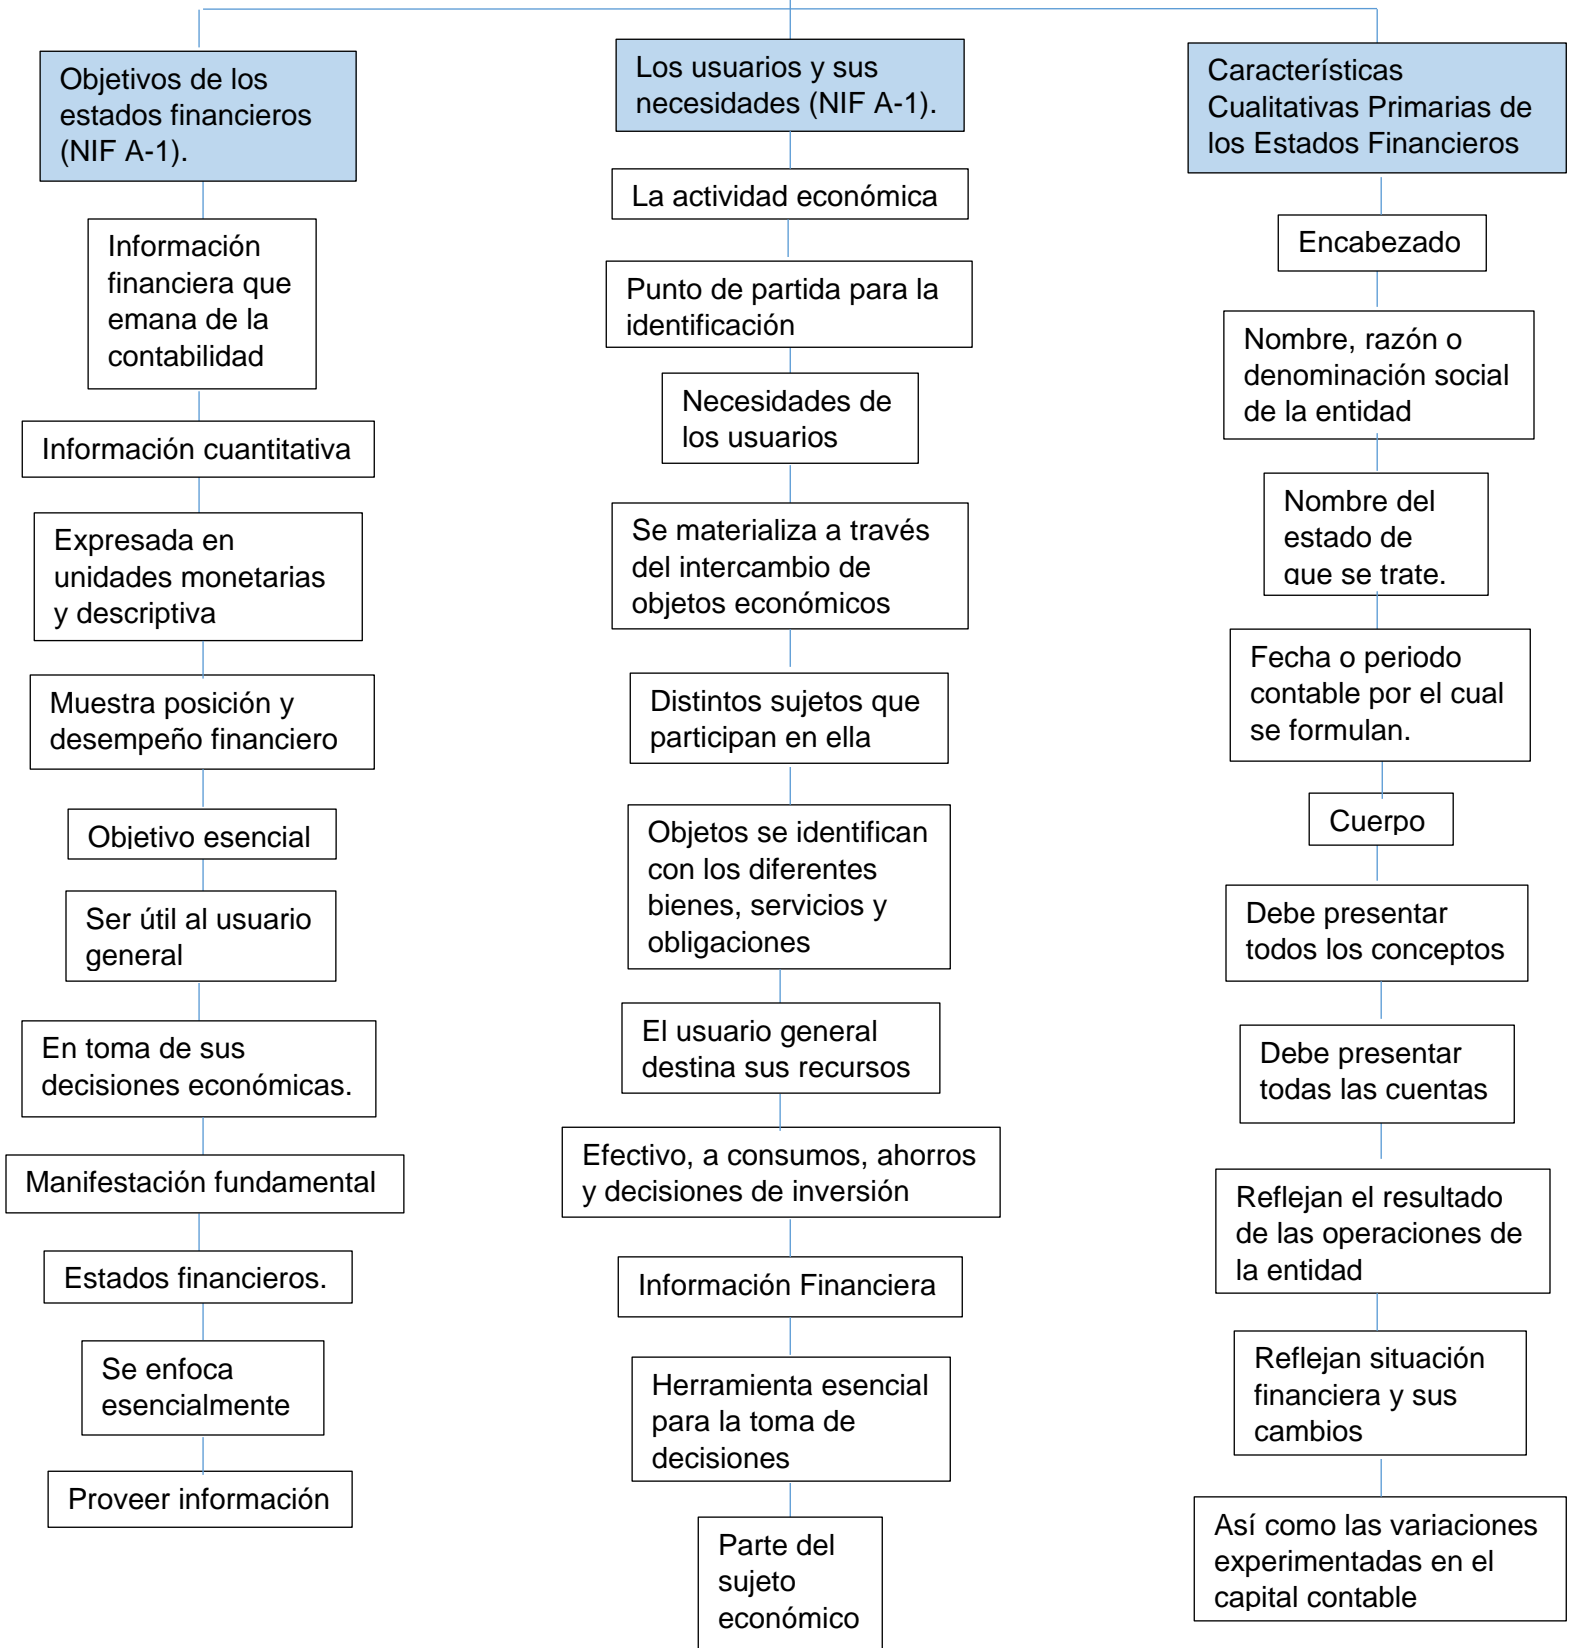 Objetivos de los
estados financieros
(NIF A-1).
Información
financiera que
emana de la
contabilidad
Información cuantitativa
Expresada en
unidades monetarias
y descriptiva
Muestra posición y
desempeño financiero
Objetivo esencial
Ser útil al usuario
general
En toma de sus
decisiones económicas.
Manifestación fundamental
Estados financieros.
Se enfoca
esencialmente
Proveer información
Los usuarios y sus
necesidades (NIF A-1).
La actividad económica
Punto de partida para la
identificación
Necesidades de
los usuarios
Se materializa a través
del intercambio de
objetos económicos
Distintos sujetos que
participan en ella
Objetos se identifican
con los diferentes
bienes, servicios y
obligaciones
El usuario general
destina sus recursos
Efectivo, a consumos, ahorros
y decisiones de inversión
Información Financiera
Herramienta esencial
para la toma de
decisiones
Parte del
sujeto
económico
Características
Cualitativas Primarias de
los Estados Financieros
Encabezado
Nombre, razón o
denominación social
de la entidad
Nombre del
estado de
que se trate.
Fecha o periodo
contable por el cual
se formulan.
Cuerpo
Debe presentar
todos los conceptos
Debe presentar
todas las cuentas
Reflejan el resultado
de las operaciones de
la entidad
Reflejan situación
financiera y sus
cambios
Así como las variaciones
experimentadas en el
capital contable